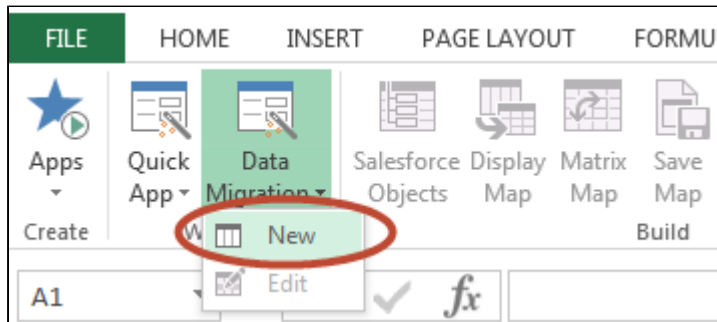 FILE HOME INSERT PAGE LAYOUT FORMU
Apps Quick App Data Migration Salesforce Objects Display Map Matrix Map Save Map
Create W Build
New
Edit
A1 fx